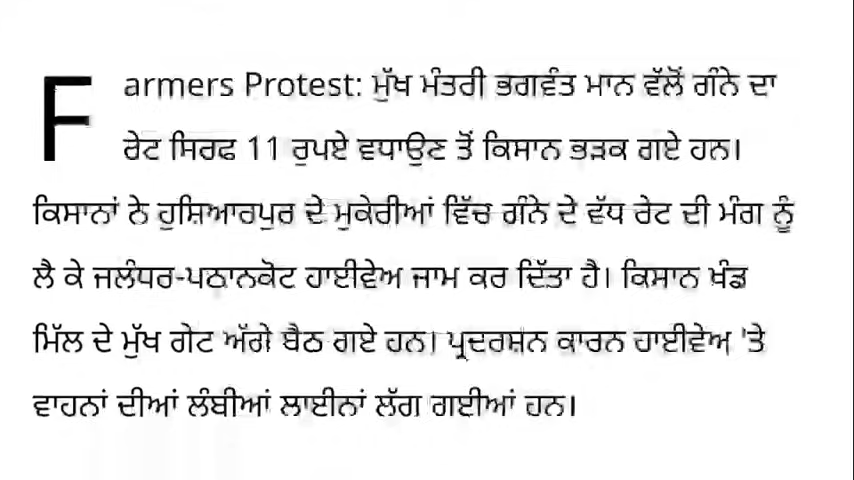 Farmers Protest: ਮੁੱਖ ਮੰਤਰੀ ਭਗਵੰਤ ਮਾਨ ਵੱਲੋਂ ਗੰਨੇ ਦਾ
ਰੇਟ ਸਿਰਫ 11 ਰੁਪਏ ਵਧਾਉਣ ਤੋਂ ਕਿਸਾਨ ਭੜਕ ਗਏ ਹਨ।
ਕਿਸਾਨਾਂ ਨੇ ਹੁਸ਼ਿਆਰਪੁਰ ਦੇ ਮੁਕੇਰੀਆਂ ਵਿੱਚ ਗੰਨੇ ਦੇ ਵੱਧ ਰੇਟ ਦੀ ਮੰਗ ਨੂੰ
ਲੈ ਕੇ ਜਲੰਧਰ-ਪਠਾਨਕੋਟ ਹਾਈਵੇਅ ਜਾਮ ਕਰ ਦਿੱਤਾ ਹੈ। ਕਿਸਾਨ ਖੰਡ
ਮਿੱਲ ਦੇ ਮੁੱਖ ਗੇਟ ਅੱਗੇ ਬੈਠ ਗਏ ਹਨ। ਪ੍ਰਦਰਸ਼ਨ ਕਾਰਨ ਹਾਈਵੇਅ 'ਤੇ
ਵਾਹਨਾਂ ਦੀਆਂ ਲੰਬੀਆਂ ਲਾਈਨਾਂ ਲੱਗ ਗਈਆਂ ਹਨ।